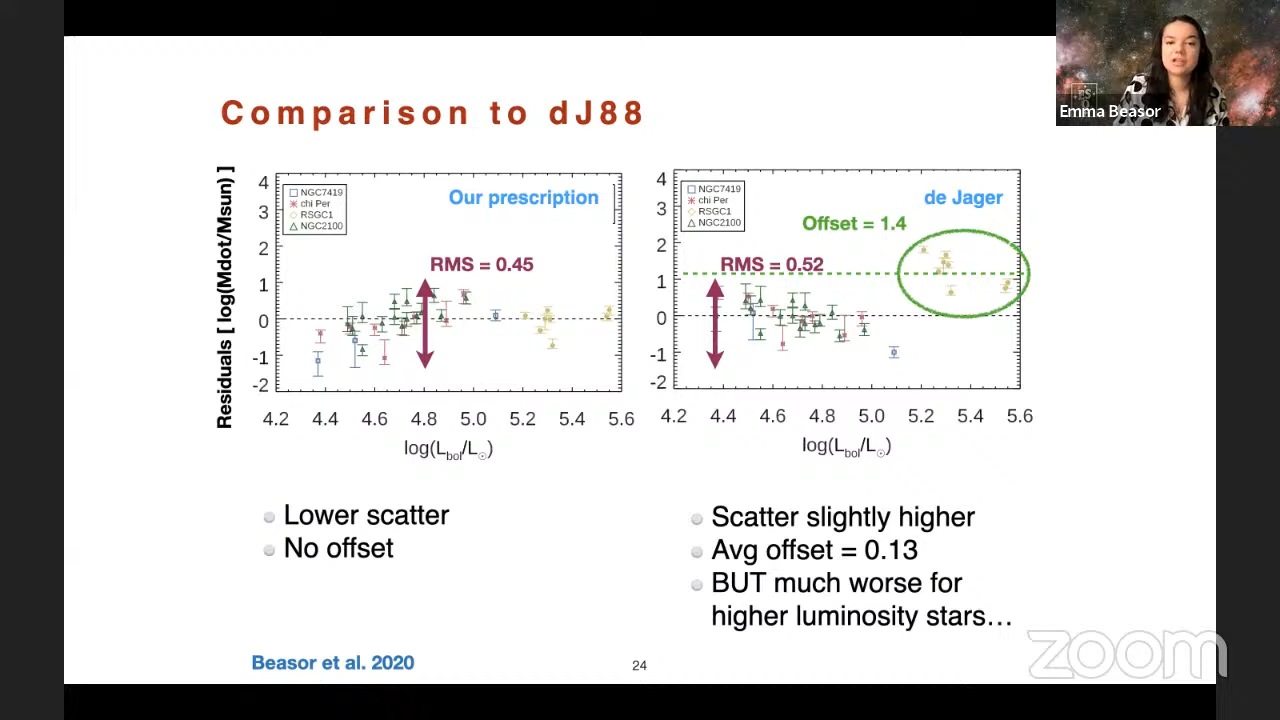 Emma Beasor
Comparison to dJ88
Residuals [ log(Mdot/Msun) ]
4
3
2
1
0
-1
-2
NGC7419
chi Per
RSGC1
NGC2100
Our prescription
RMS = 0.45
4.2 4.4 4.6 4.8 5.0 5.2 5.4 5.6
log(Lbol/L☉)
4
3
2
1
0
-1
-2
NGC7419
chi Per
RSGC1
NGC2100
de Jager
Offset = 1.4
RMS = 0.52
4.2 4.4 4.6 4.8 5.0 5.2 5.4 5.6
log(Lbol/L☉)
Lower scatter
No offset
Scatter slightly higher
Avg offset = 0.13
BUT much worse for
higher luminosity stars…
Beasor et al. 2020
24
zoom